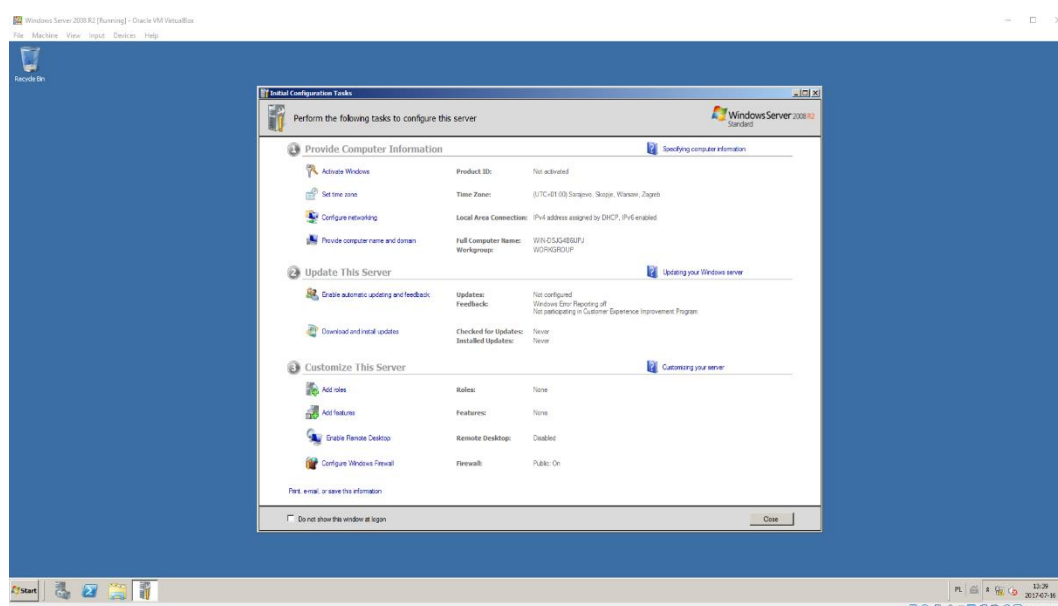 Windows Server 2008 R2 [Running] - Oracle VM VirtualBox
File Machine View Input Devices Help
Recycle Bin
Initial Configuration Tasks
Perform the following tasks to configure this server
Windows Server 2008 R2
Standard
1 Provide Computer Information
Specifying computer information
Activate Windows Product ID: Not activated
Set time zone Time Zone: (UTC+01:00) Sarajevo, Skopje, Warsaw, Zagreb
Configure networking Local Area Connection: IPv4 address assigned by DHCP, IPv6 enabled
Provide computer name and domain Full Computer Name:
Workgroup: WORKGROUP
2 Update This Server
Updating your Windows server
Enable automatic updating and feedback Updates: Not configured
Feedback: Windows Error Reporting off
Not participating in Customer Experience Improvement Program
Download and install updates Checked for Updates: Never
Installed Updates: Never
3 Customize This Server
Customizing your server
Add roles Roles: None
Add features Features: None
Enable Remote Desktop Remote Desktop: Disabled
Configure Windows Firewall Firewall: Public: On
Print, e-mail, or save this information
Do not show this window at logon
Close
Start
PL
2017-07-16